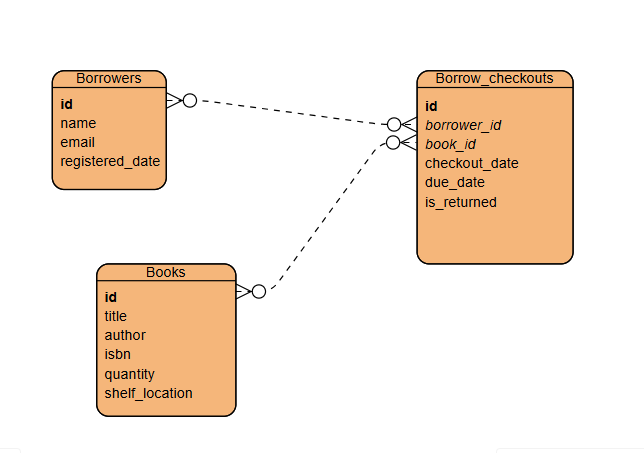 Borrowers
id
name
email
registered_date
Borrow_checkouts
id
borrower_id
book_id
checkout_date
due_date
is_returned
Books
id
title
author
isbn
quantity
shelf_location